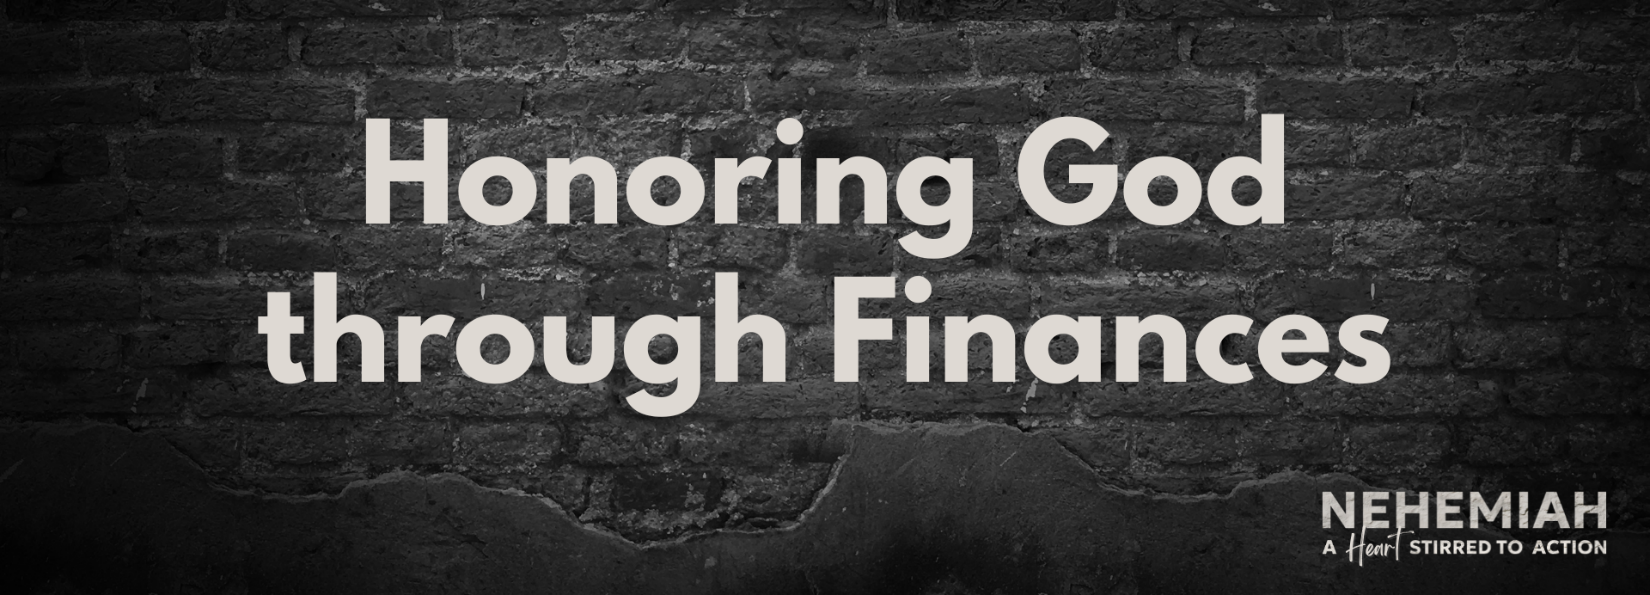 Honoring God
through Finances
NEHEMIAH
A Heart STIRRED TO ACTION